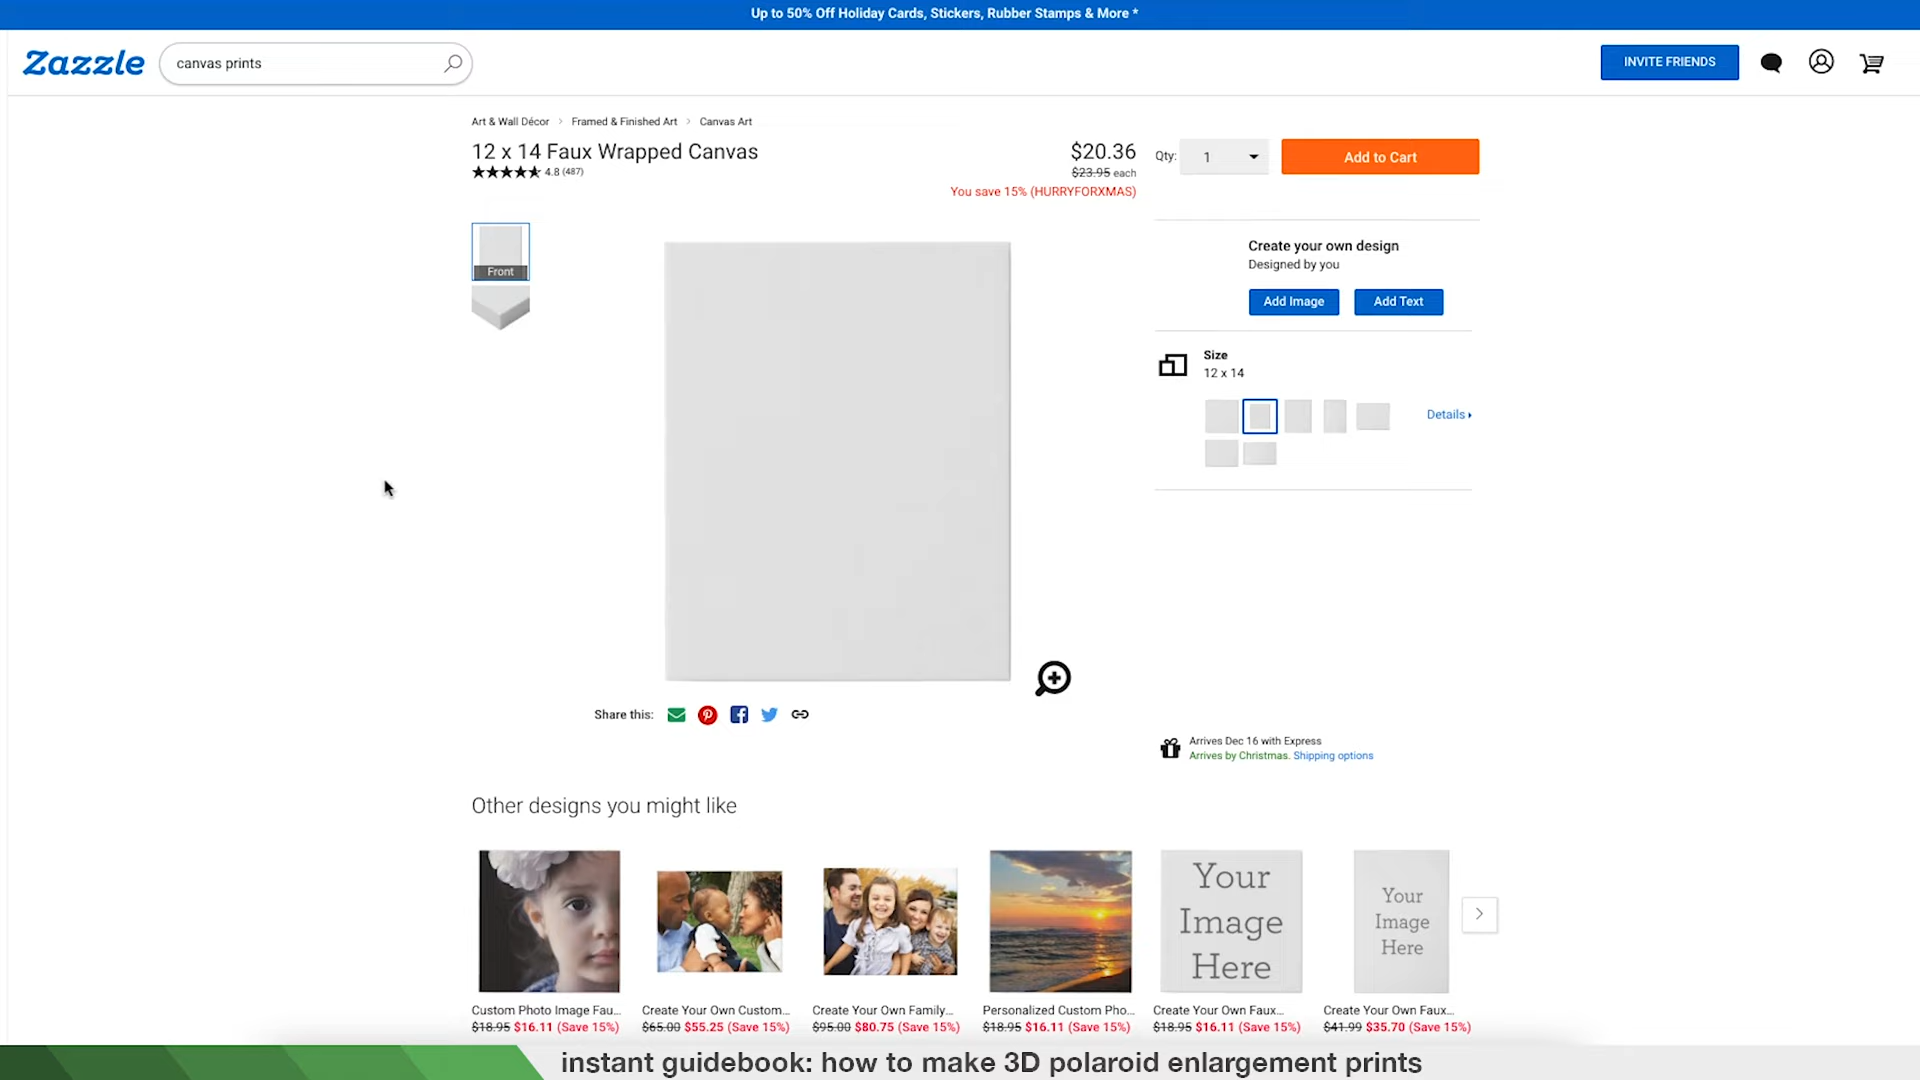 Up to 50% Off Holiday Cards, Stickers, Rubber Stamps & More *
Zazzle
canvas prints
INVITE FRIENDS
Art & Wall Décor > Framed & Finished Art > Canvas Art
12 x 14 Faux Wrapped Canvas
4.8 (487)
$20.36
$23.95 each
You save 15% (HURRYFORXMAS)
Qty: 1
Add to Cart
Front
Create your own design
Designed by you
Add Image
Add Text
Size
12 x 14
Details
Share this:
Arrives Dec 16 with Express
Arrives by Christmas. Shipping options
Other designs you might like
Your
Image
Here
Your
Image
Here
Custom Photo Image Fau...
$18.95 $16.11 (Save 15%)
Create Your Own Custom...
$65.00 $55.25 (Save 15%)
Create Your Own Family...
$95.00 $80.75 (Save 15%)
Personalized Custom Pho...
$18.95 $16.11 (Save 15%)
Create Your Own Faux...
$18.95 $16.11 (Save 15%)
Create Your Own Faux...
$41.99 $35.70 (Save 15%)
instant guidebook: how to make 3D polaroid enlargement prints